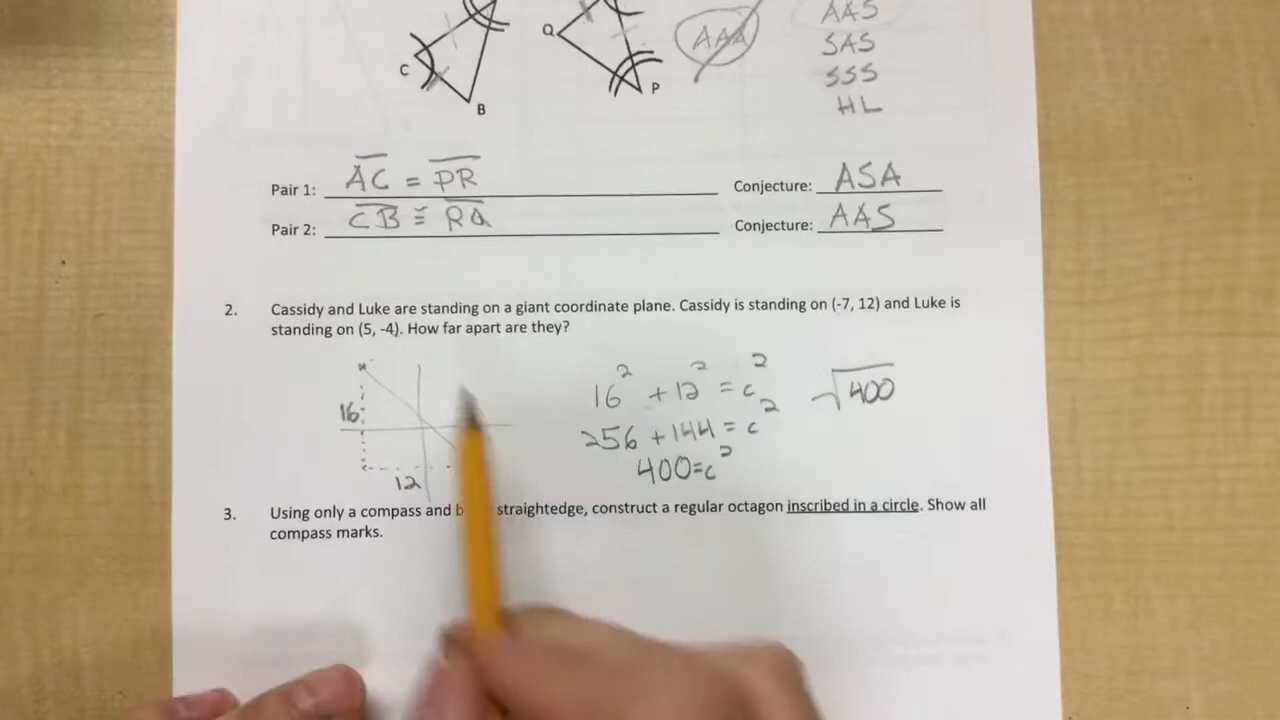 AAS
Q
AAA
SAS
C
SSS
P
HL
B
Pair 1: AC = PR Conjecture: ASA
Pair 2: CB ≅ RQ Conjecture: AAS
2. Cassidy and Luke are standing on a giant coordinate plane. Cassidy is standing on (-7, 12) and Luke is
standing on (5, -4). How far apart are they?
16² + 12² = c² √400
16
256 + 144 = c²
400=c²
12
3. Using only a compass and straightedge, construct a regular octagon inscribed in a circle. Show all
compass marks.